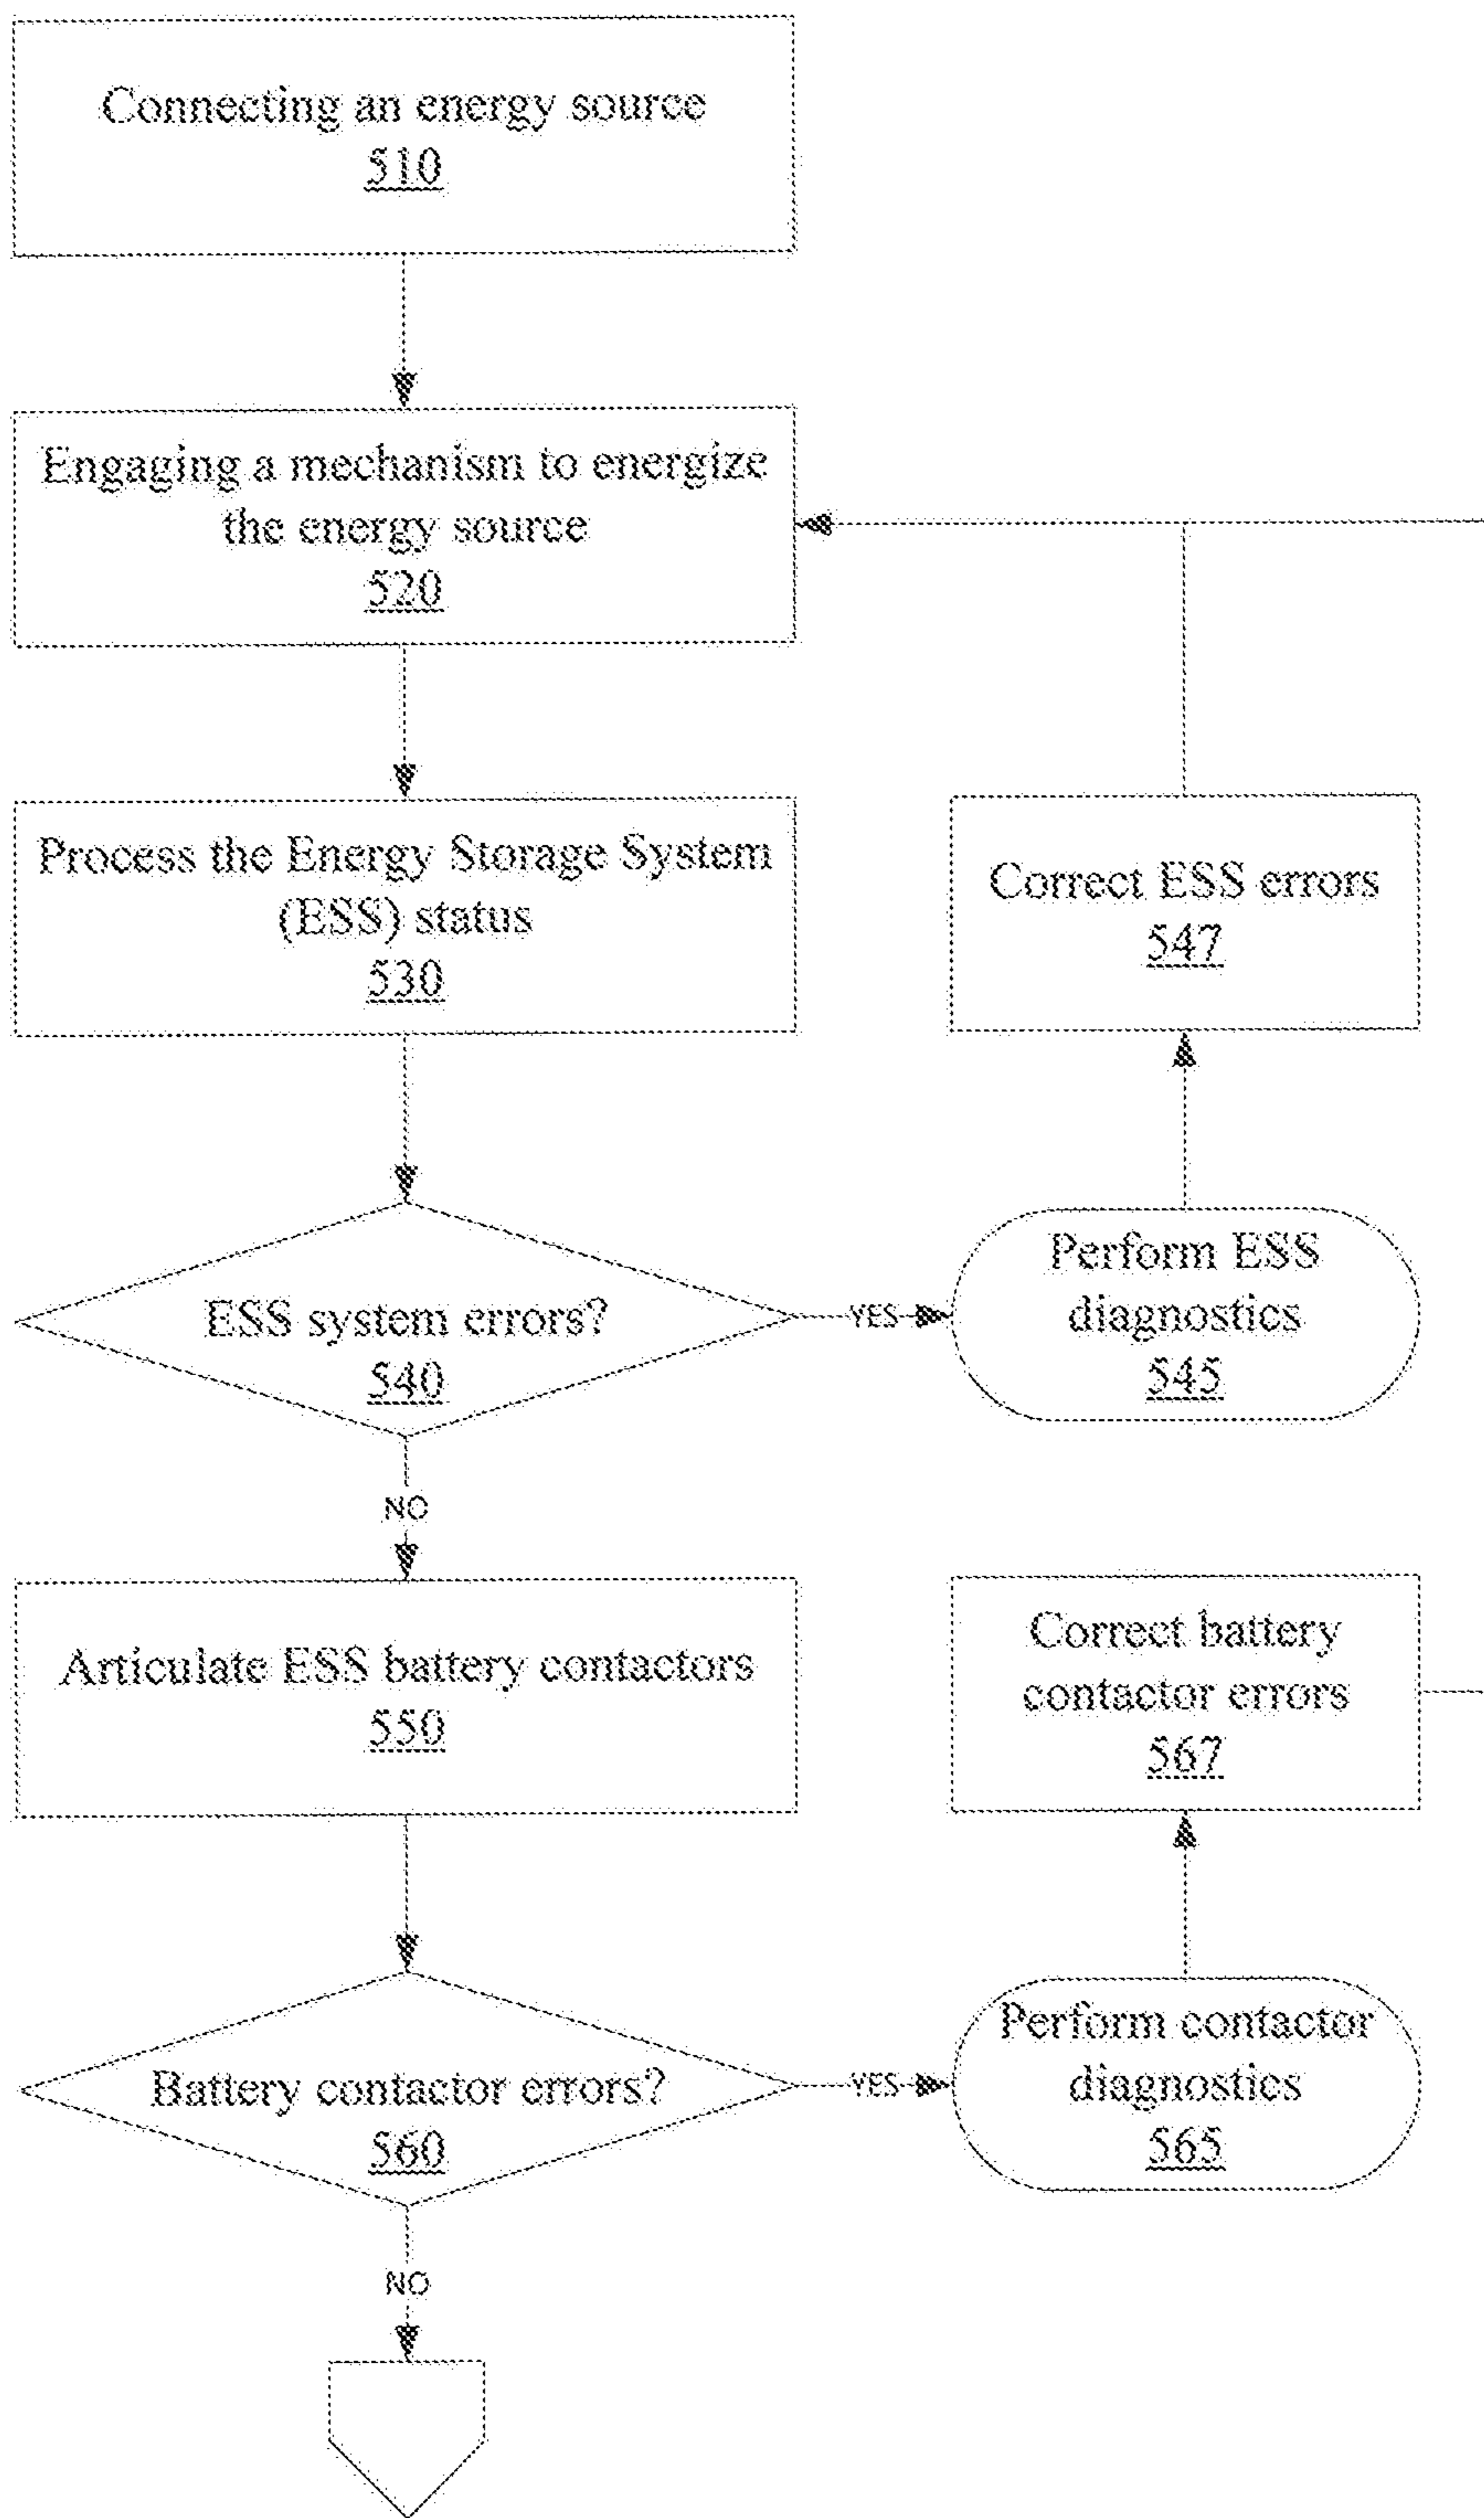 Connecting an energy source
510
Engaging a mechanism to energize
the energy source
520
Process the Energy Storage System
(ESS) status
530
Correct ESS errors
547
ESS system errors?
540
YES
Perform ESS
diagnostics
545
NO
Articulate ESS battery contactors
550
Correct battery
contactor errors
567
Battery contactor errors?
560
YES
Perform contactor
diagnostics
565
NO